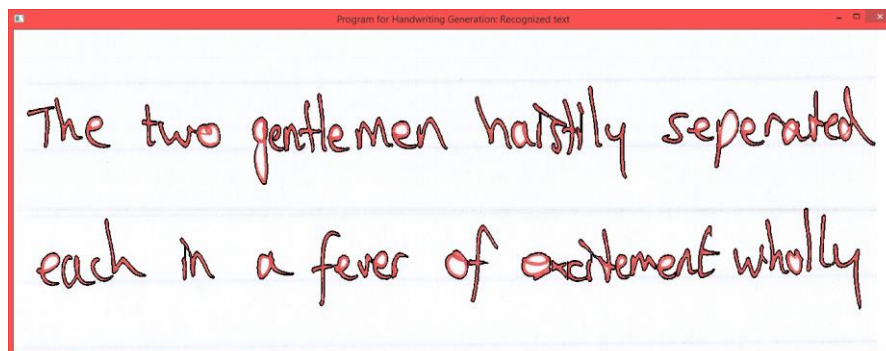 Program for Handwriting Generation: Recognized text
The two gentlemen haistily seperated
each in a fever of excitement wholly